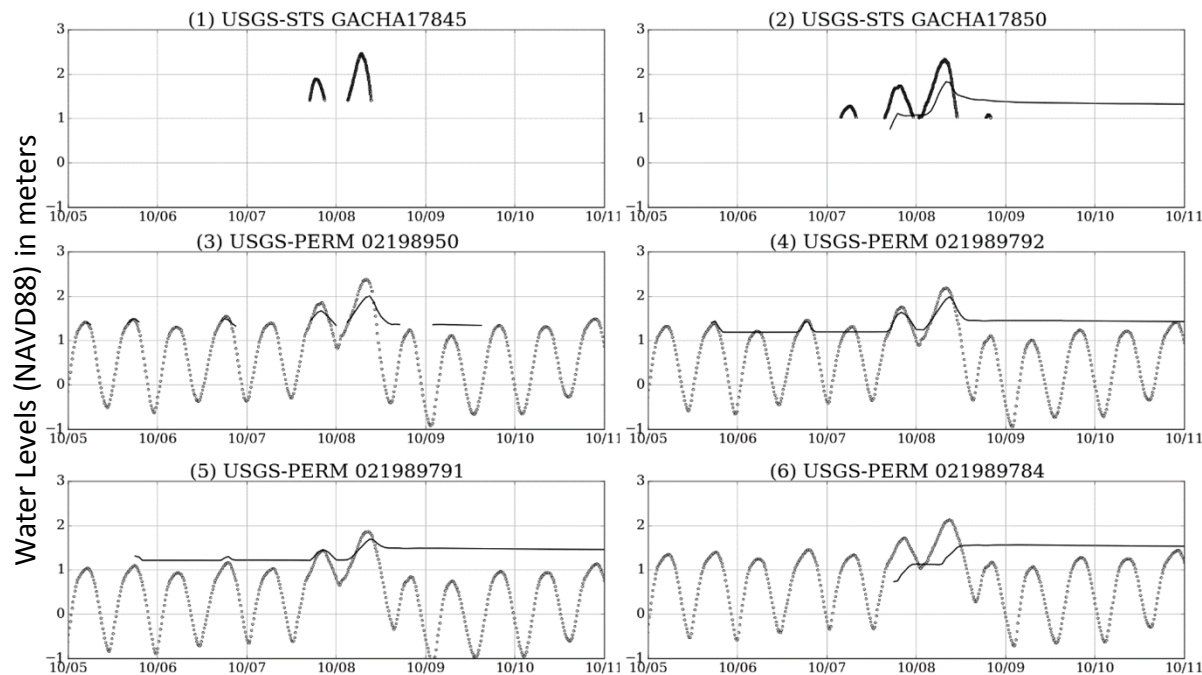 Water Levels (NAVD88) in meters
(1) USGS-STS GACHA17845
3
2
1
0
−1
10/05 10/06 10/07 10/08 10/09 10/10 10/11
(2) USGS-STS GACHA17850
3
2
1
0
−1
10/05 10/06 10/07 10/08 10/09 10/10 10/11
(3) USGS-PERM 02198950
3
2
1
0
−1
10/05 10/06 10/07 10/08 10/09 10/10 10/11
(4) USGS-PERM 021989792
3
2
1
0
−1
10/05 10/06 10/07 10/08 10/09 10/10 10/11
(5) USGS-PERM 021989791
3
2
1
0
−1
10/05 10/06 10/07 10/08 10/09 10/10 10/11
(6) USGS-PERM 021989784
3
2
1
0
−1
10/05 10/06 10/07 10/08 10/09 10/10 10/11